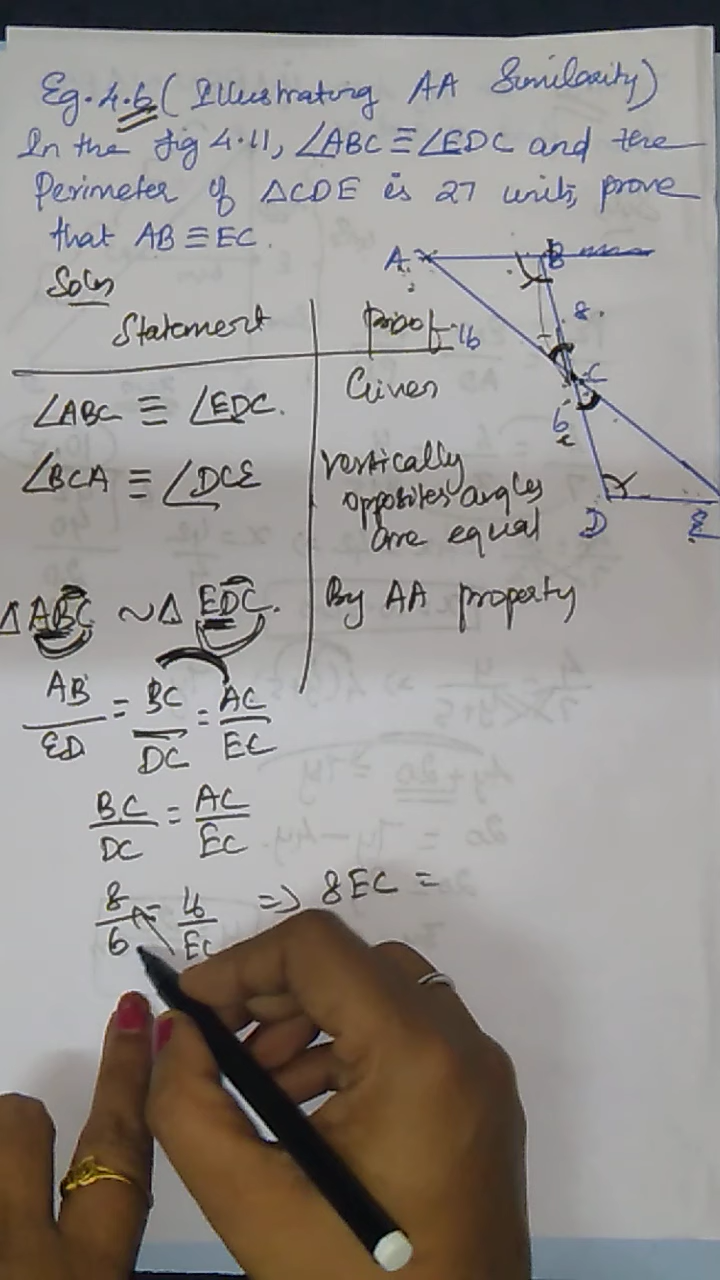 Eg. 4.6 (Illustrating AA Similarity)
In the fig 4.11, ∠ABC ≡ ∠EDC and the
Perimeter of ΔCDE is 27 units, prove
that AB ≡ EC.
Soln
Statement
Proof
∠ABC ≡ ∠EDC.
Given
∠BCA ≡ ∠DCE
Vertically
opposites angles
are equal
ΔABC ~ Δ EDC.
By AA property
AB/ED = BC/DC = AC/EC
BC/DC = AC/EC
8/6 = 16/EC => 8EC =
A
B
16
8
C
6
D
E